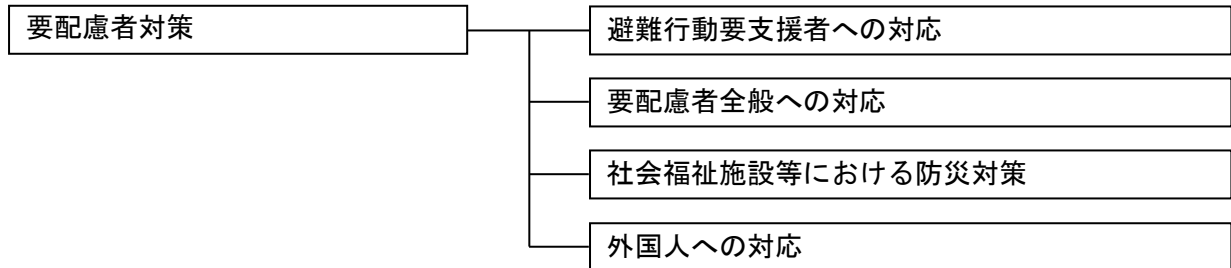 要配慮者対策
避難行動要支援者への対応
要配慮者全般への対応
社会福祉施設等における防災対策
外国人への対応